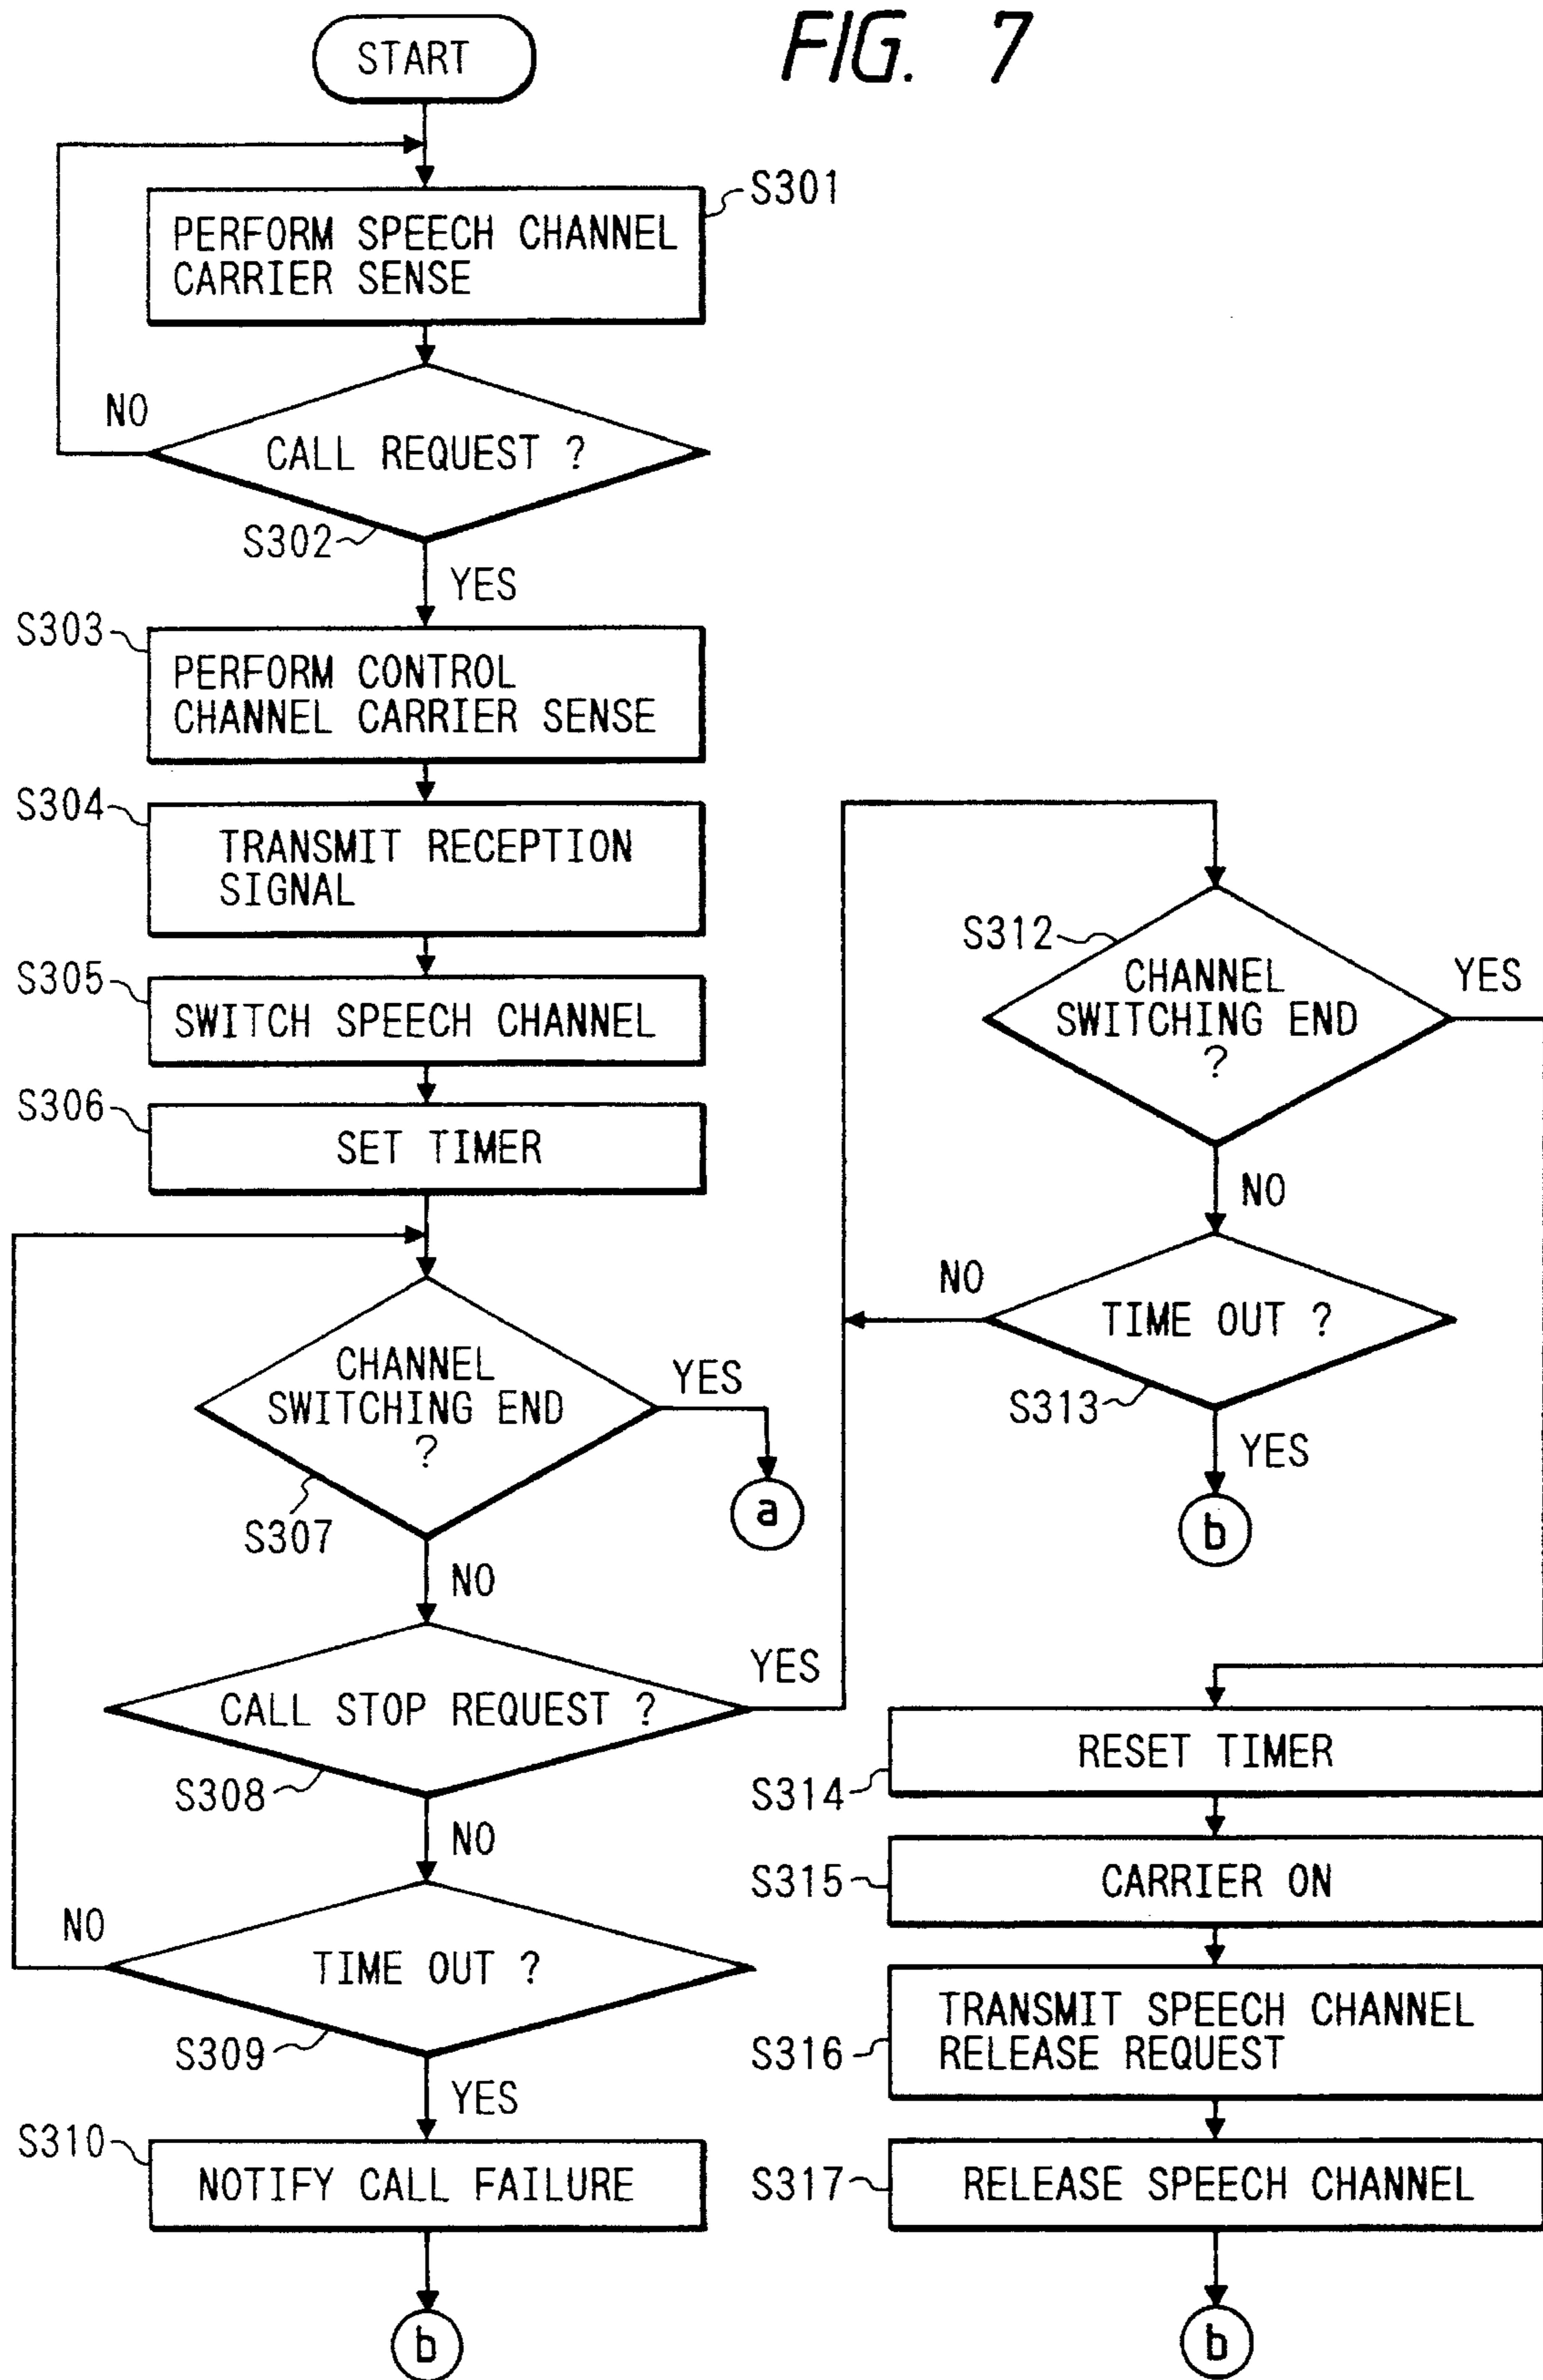 FIG. 7
START
S301
PERFORM SPEECH CHANNEL
CARRIER SENSE
NO
CALL REQUEST ?
S302
YES
S303
PERFORM CONTROL
CHANNEL CARRIER SENSE
S304
TRANSMIT RECEPTION
SIGNAL
S305
SWITCH SPEECH CHANNEL
S306
SET TIMER
CHANNEL
SWITCHING END
?
YES
a
S307
NO
CALL STOP REQUEST ?
YES
S308
NO
NO
TIME OUT ?
S309
YES
S310
NOTIFY CALL FAILURE
b
S312
CHANNEL
SWITCHING END
?
YES
NO
NO
TIME OUT ?
S313
YES
b
RESET TIMER
S314
CARRIER ON
S315
TRANSMIT SPEECH CHANNEL
RELEASE REQUEST
S316
RELEASE SPEECH CHANNEL
S317
b